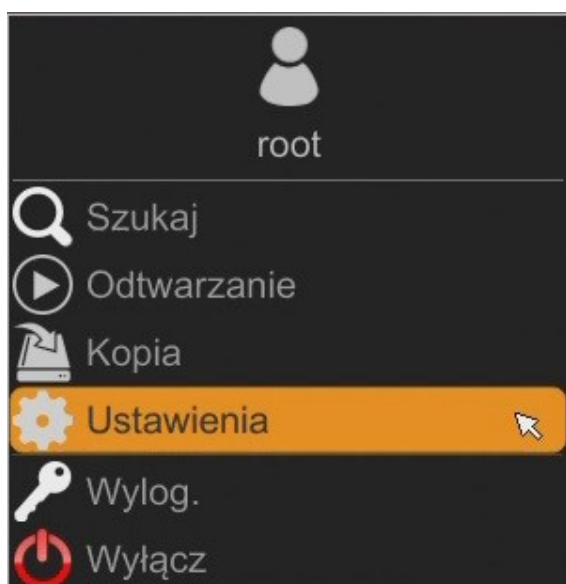 root
Szukaj
Odtwarzanie
Kopia
Ustawienia
Wylog.
Wyłącz